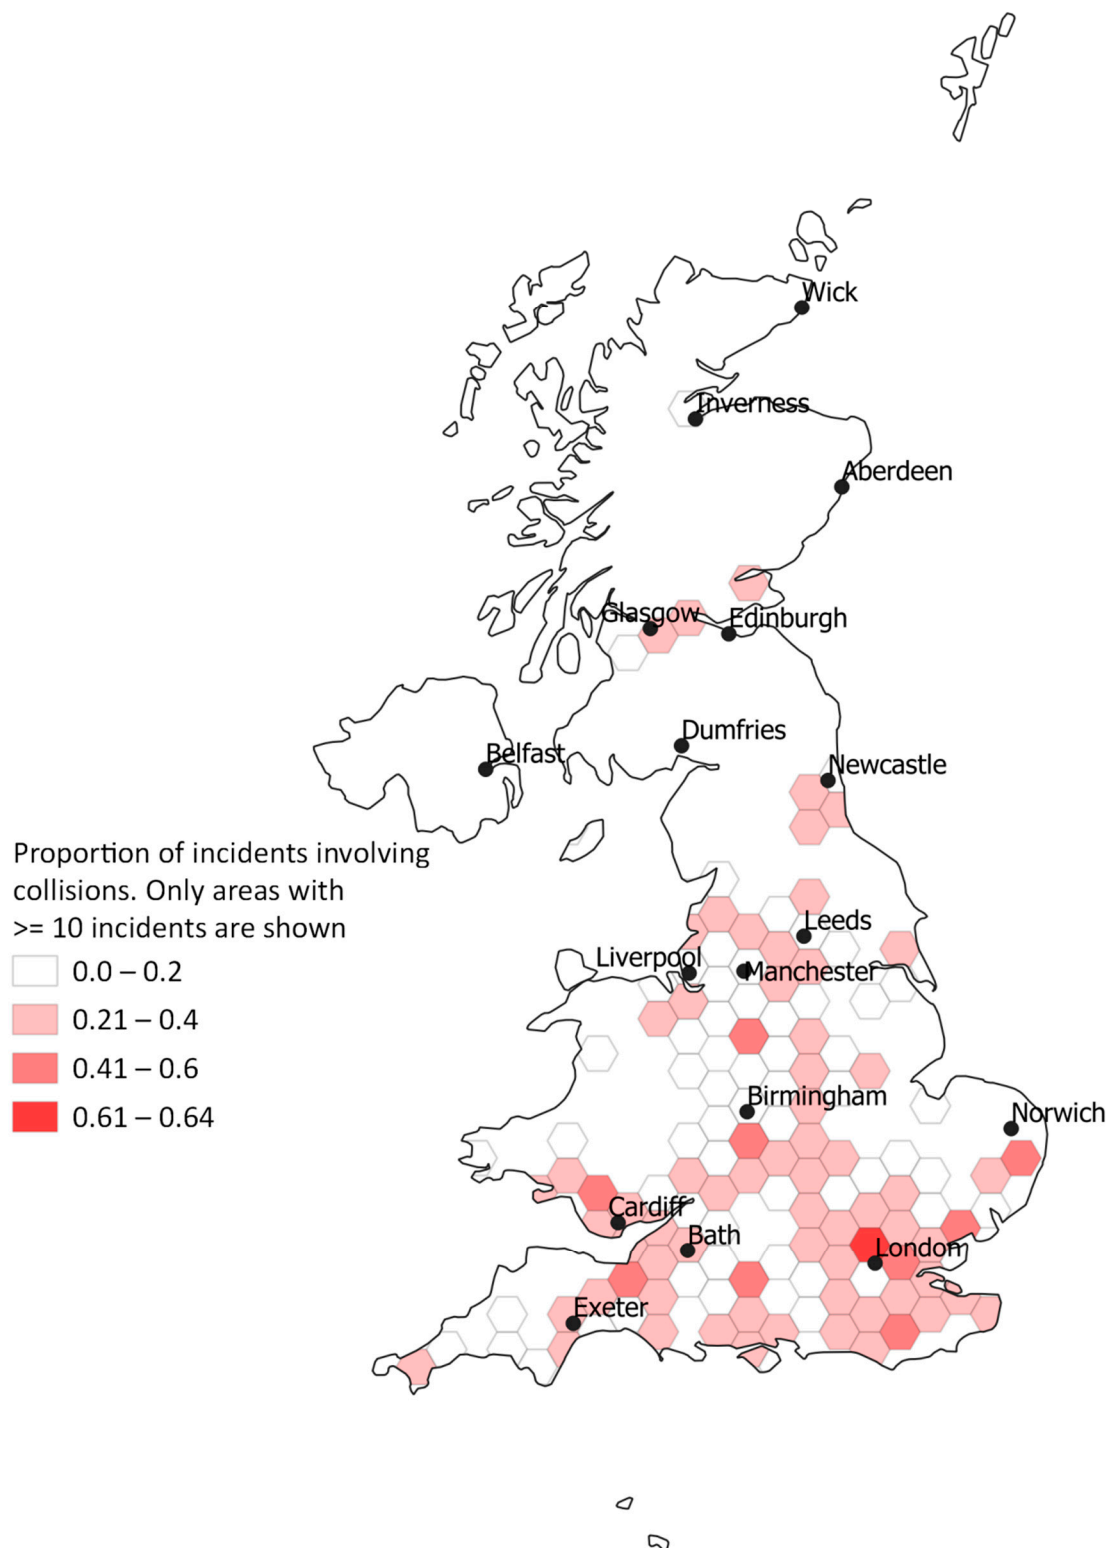 Wick
Inverness
Aberdeen
Glasgow
Edinburgh
Dumfries
Belfast
Newcastle
Proportion of incidents involving
collisions. Only areas with
>= 10 incidents are shown
0.0 – 0.2
0.21 – 0.4
0.41 – 0.6
0.61 – 0.64
Leeds
Liverpool
Manchester
Birmingham
Norwich
Cardiff
Bath
London
Exeter